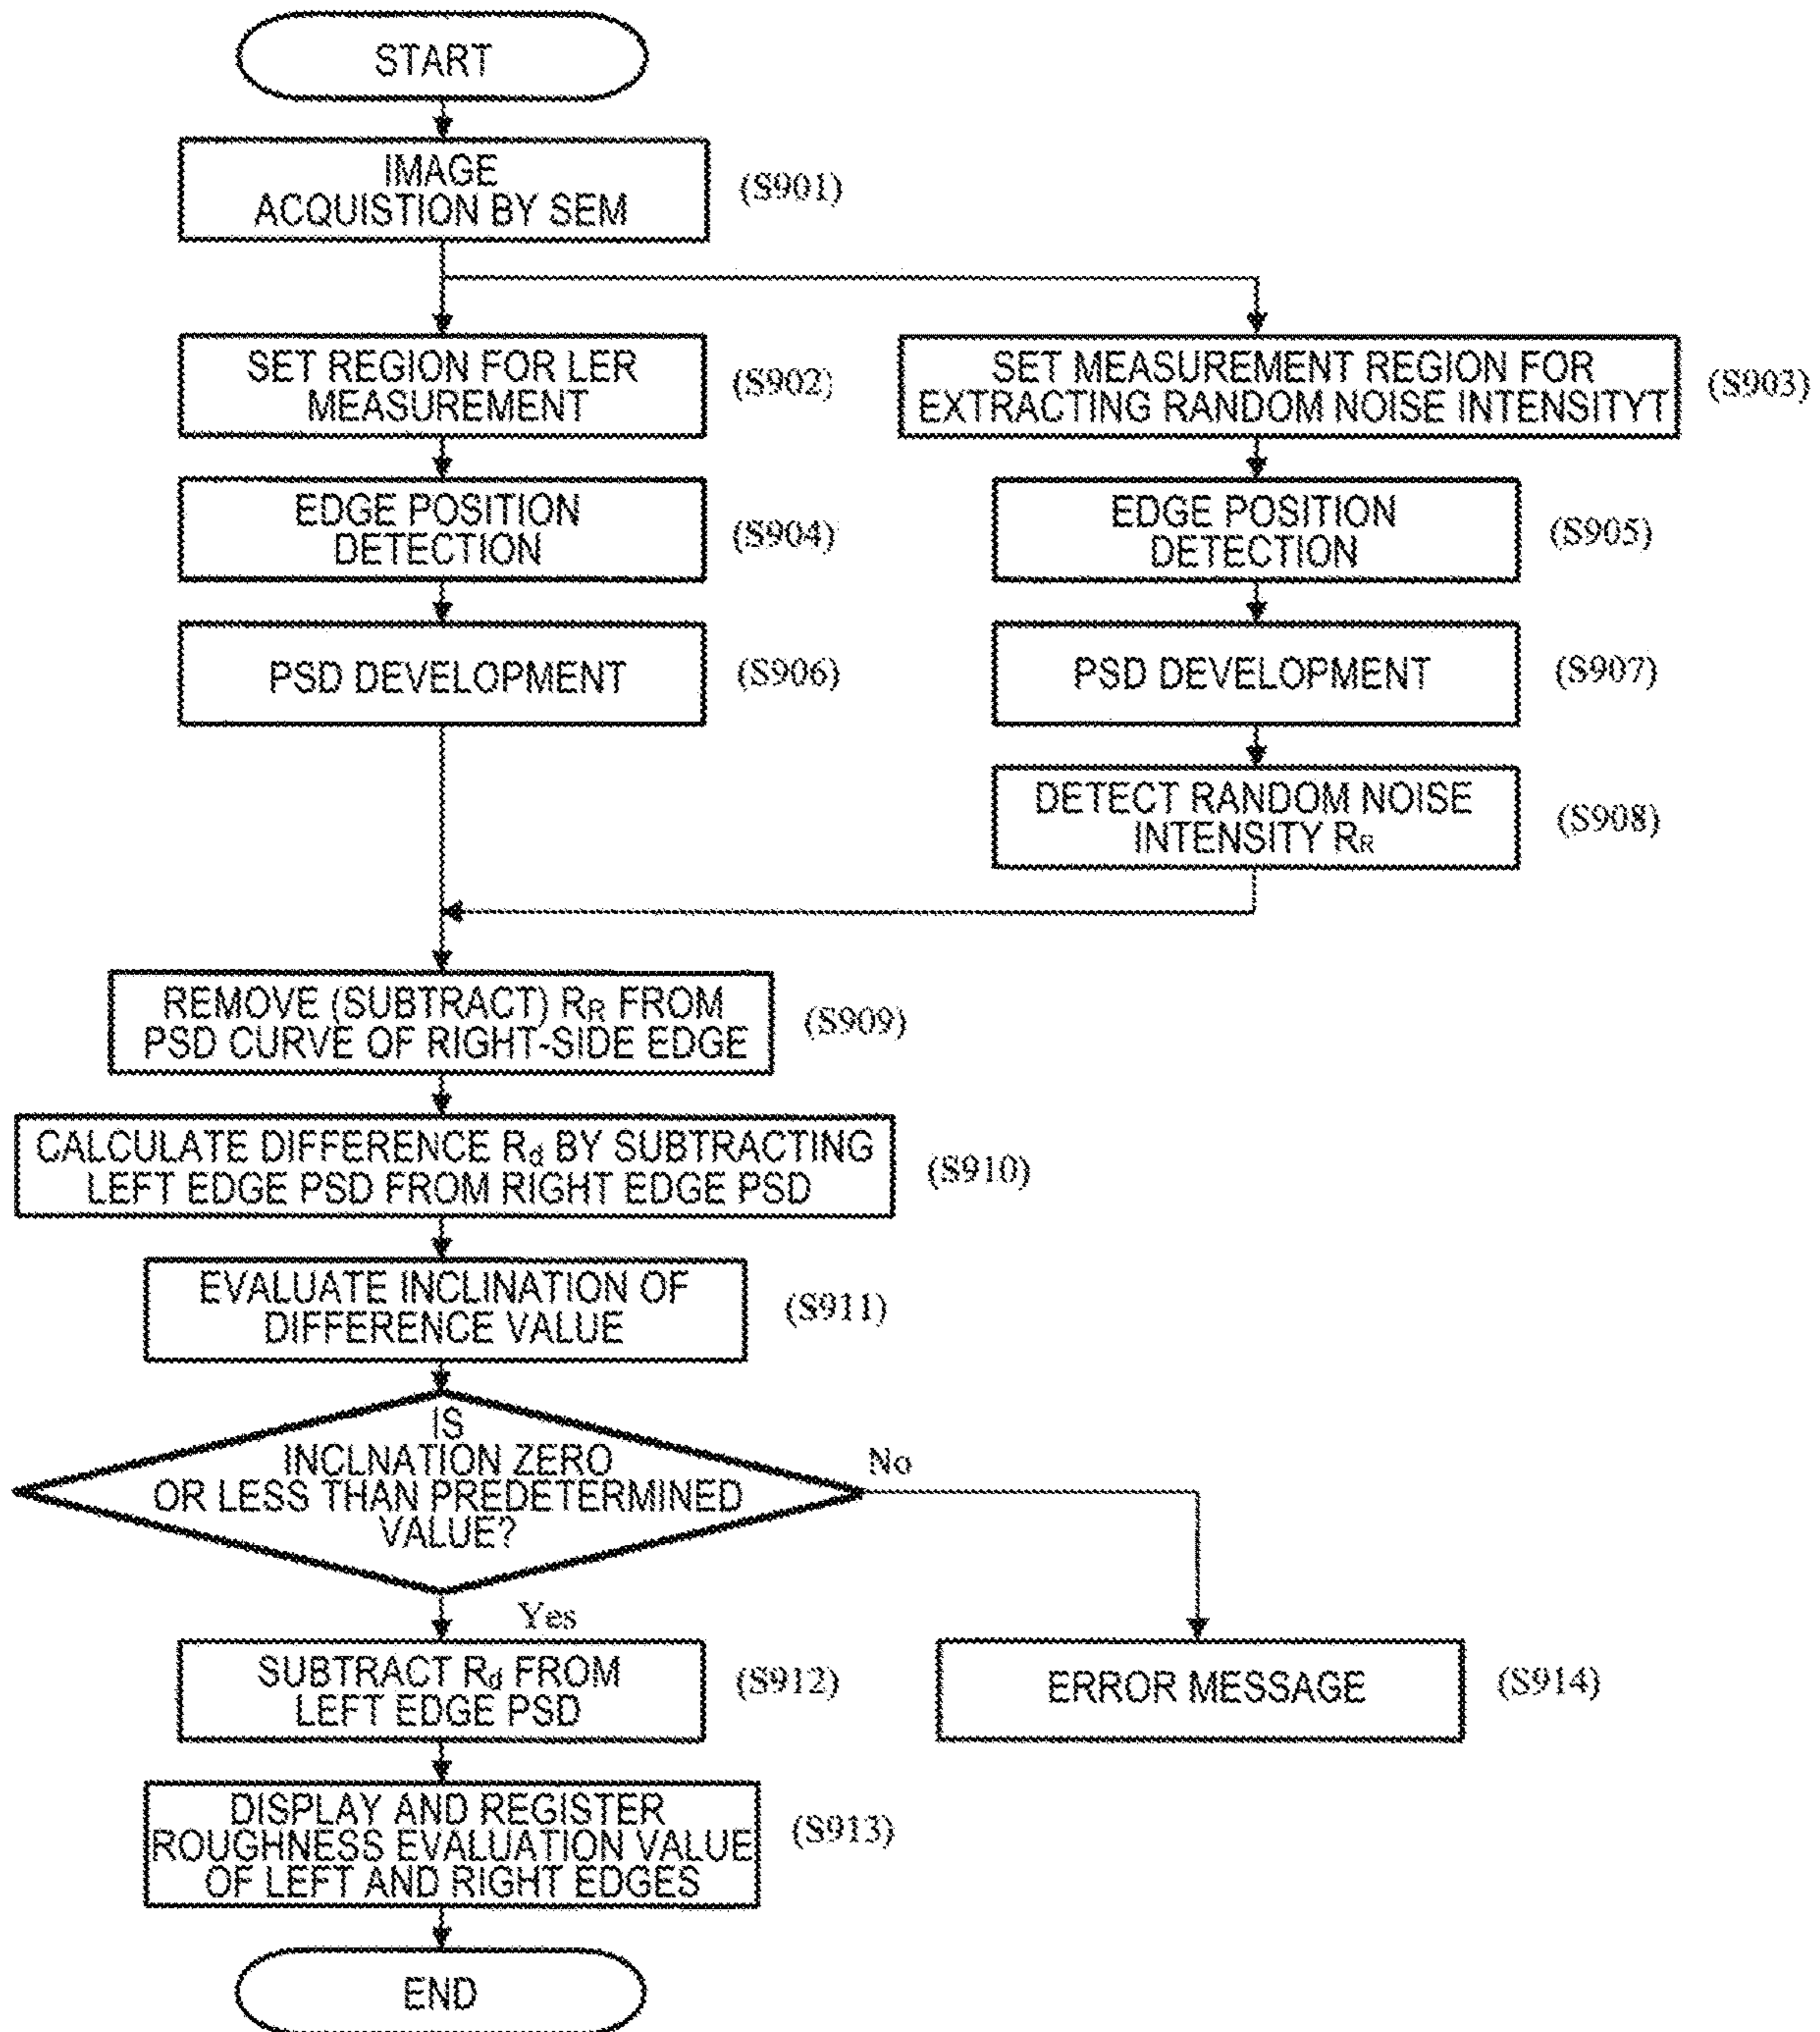 START
IMAGE
ACQUISTION BY SEM
(S901)
SET REGION FOR LER
MEASUREMENT
(S902)
SET MEASUREMENT REGION FOR
EXTRACTING RANDOM NOISE INTENSITYT
(S903)
EDGE POSITION
DETECTION
(S904)
EDGE POSITION
DETECTION
(S905)
PSD DEVELOPMENT
(S906)
PSD DEVELOPMENT
(S907)
DETECT RANDOM NOISE
INTENSITY RR
(S908)
REMOVE (SUBTRACT) RR FROM
PSD CURVE OF RIGHT-SIDE EDGE
(S909)
CALCULATE DIFFERENCE Rd BY SUBTRACTING
LEFT EDGE PSD FROM RIGHT EDGE PSD
(S910)
EVALUATE INCLINATION OF
DIFFERENCE VALUE
(S911)
IS
INCLNATION ZERO
OR LESS THAN PREDETERMINED
VALUE?
No
Yes
SUBTRACT Rd FROM
LEFT EDGE PSD
(S912)
ERROR MESSAGE
(S914)
DISPLAY AND REGISTER
ROUGHNESS EVALUATION VALUE
OF LEFT AND RIGHT EDGES
(S913)
END